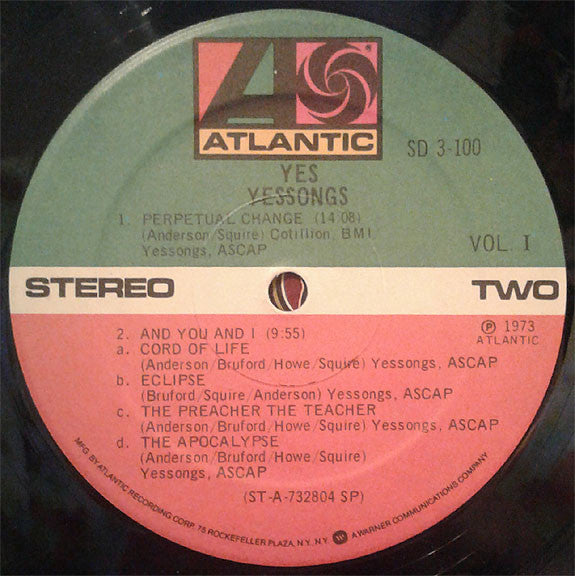 ATLANTIC
SD 3-100
YES
YESSONGS
1. PERPETUAL CHANGE (14:08)
(Anderson/Squire) Cotillion, BMI
Yessongs, ASCAP
VOL. I
STEREO
TWO
2. AND YOU AND I (9:55)
℗ 1973
ATLANTIC
a. CORD OF LIFE
(Anderson/Bruford/Howe/Squire) Yessongs, ASCAP
b. ECLIPSE
(Bruford/Squire/Anderson) Yessongs, ASCAP
c. THE PREACHER THE TEACHER
(Anderson/Bruford/Howe/Squire) Yessongs, ASCAP
d. THE APOCALYPSE
(Anderson/Bruford/Howe/Squire)
Yessongs, ASCAP
(ST-A-732804 SP)
MFG. BY ATLANTIC RECORDING CORP. 75 ROCKEFELLER PLAZA, N.Y. N.Y. A WARNER COMMUNICATIONS COMPANY